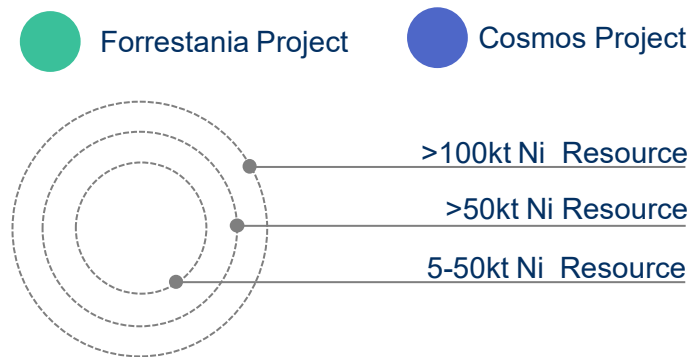 Forrestania Project
Cosmos Project
>100kt Ni Resource
>50kt Ni Resource
5-50kt Ni Resource